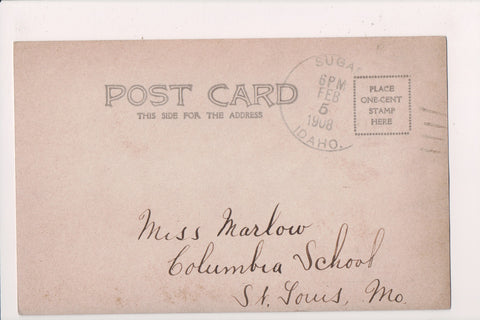 POST CARD
THIS SIDE FOR THE ADDRESS
SUGAR
6PM
FEB
5
1908
IDAHO.
PLACE
ONE-CENT
STAMP
HERE
Miss Marlow
Columbia School
St. Louis, Mo.